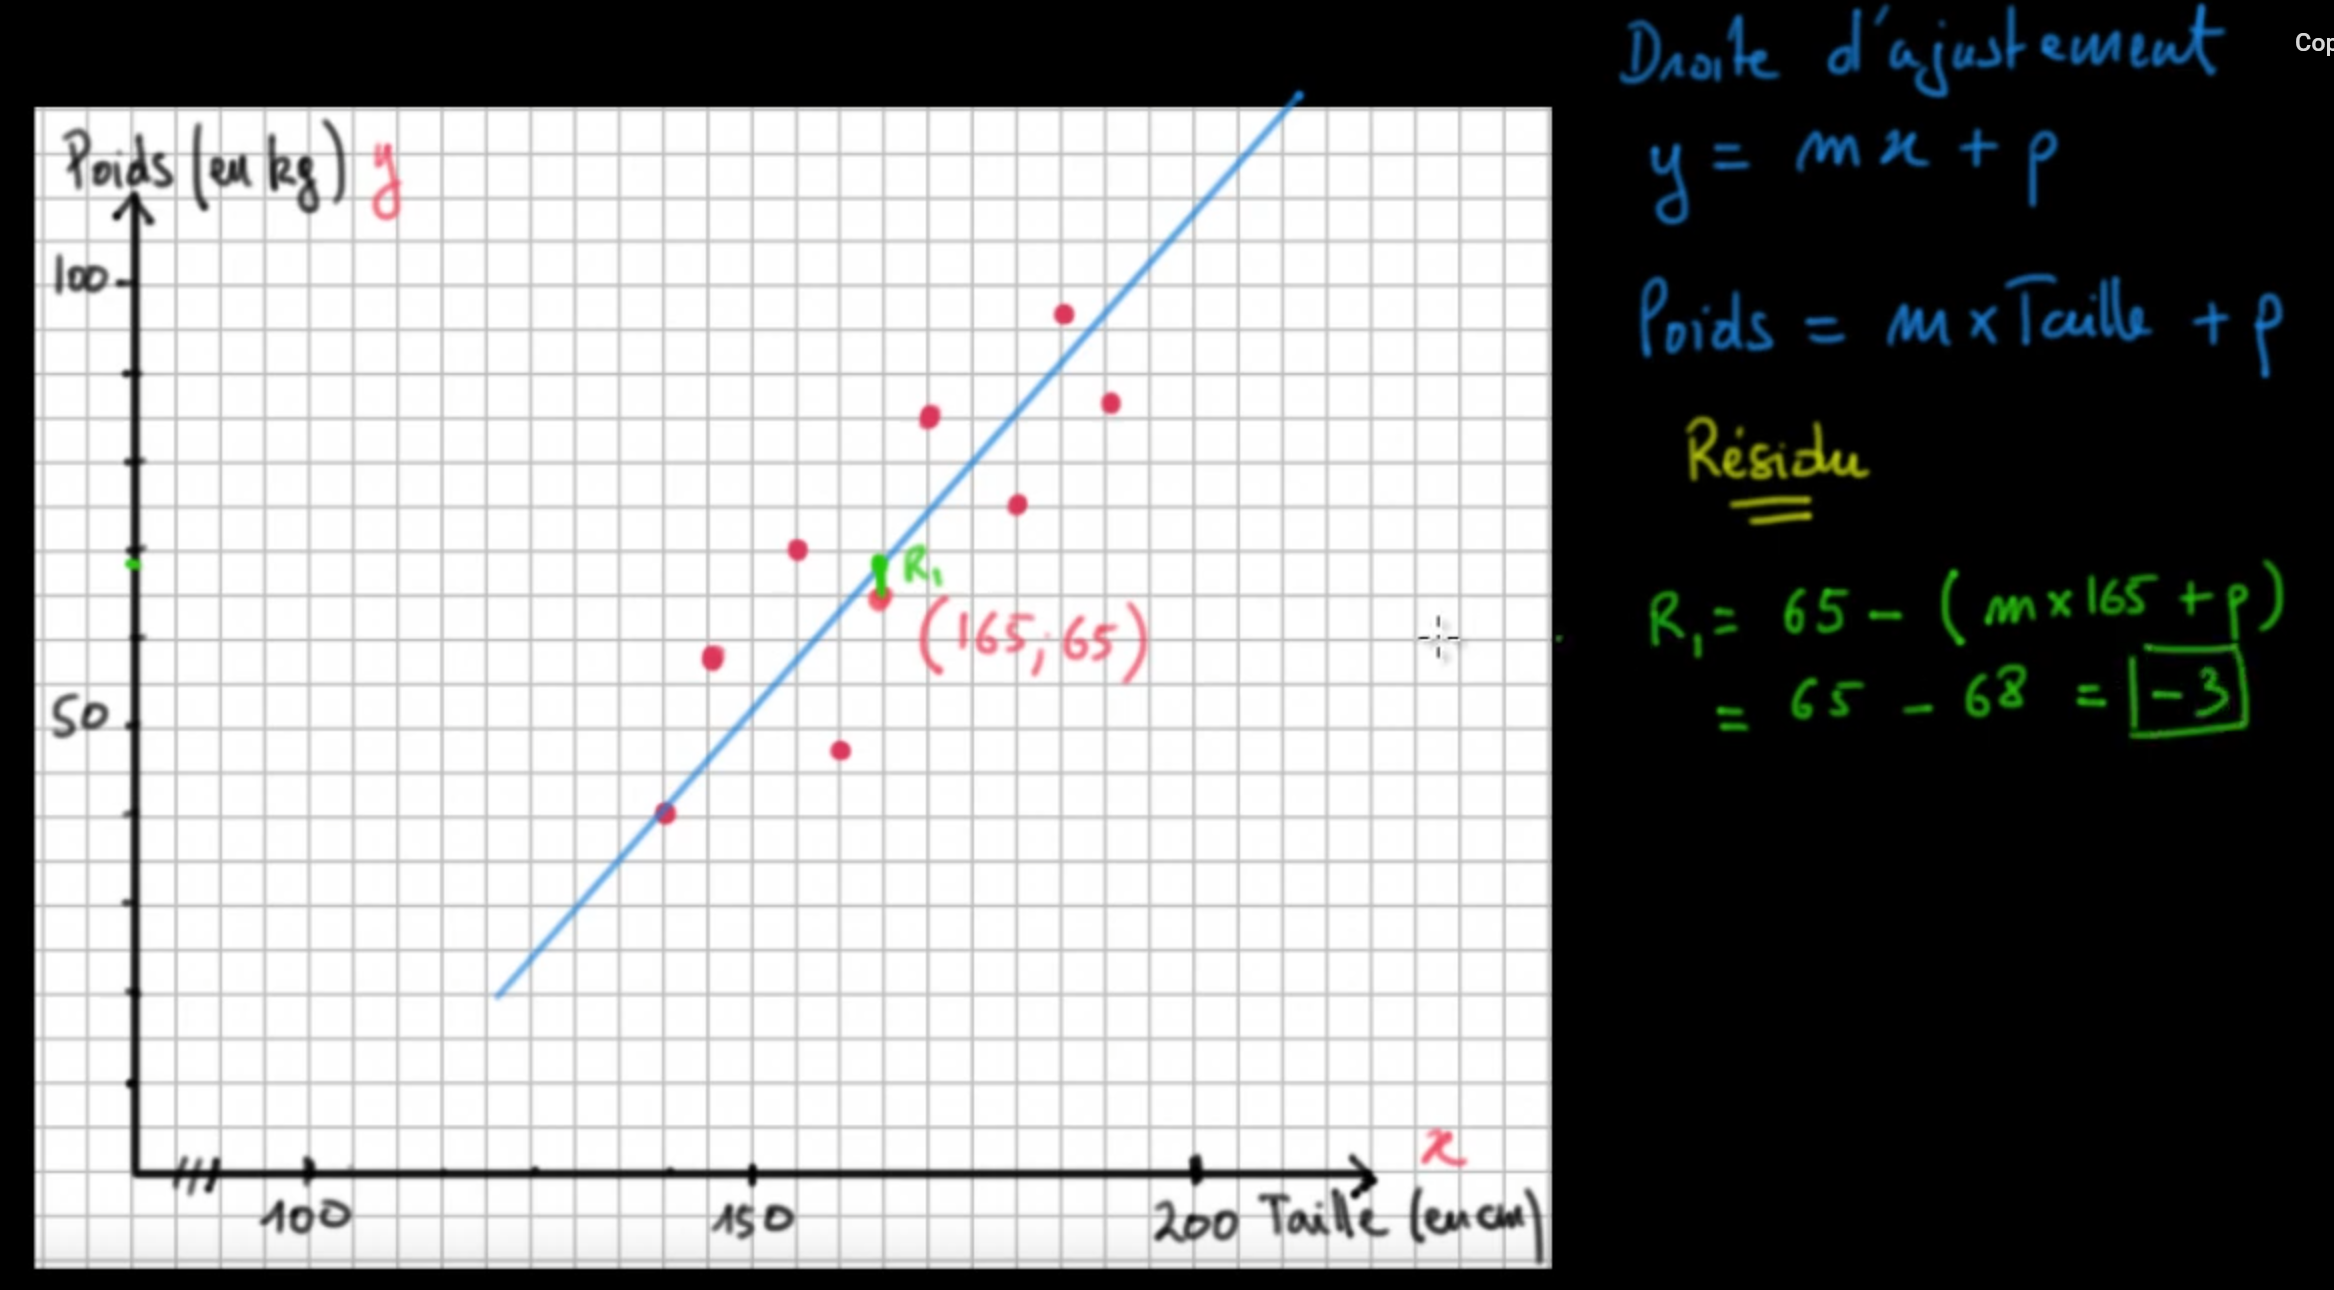 Droite d'ajustement
Cop
Poids (en kg) y
y = mx + p
100
Poids = m x Taille + p
Résidu
R1
(165; 65)
R1 = 65 - (m x 165 + p)
= 65 - 68 = -3
50
x
100 150 200 Taille (en cm)